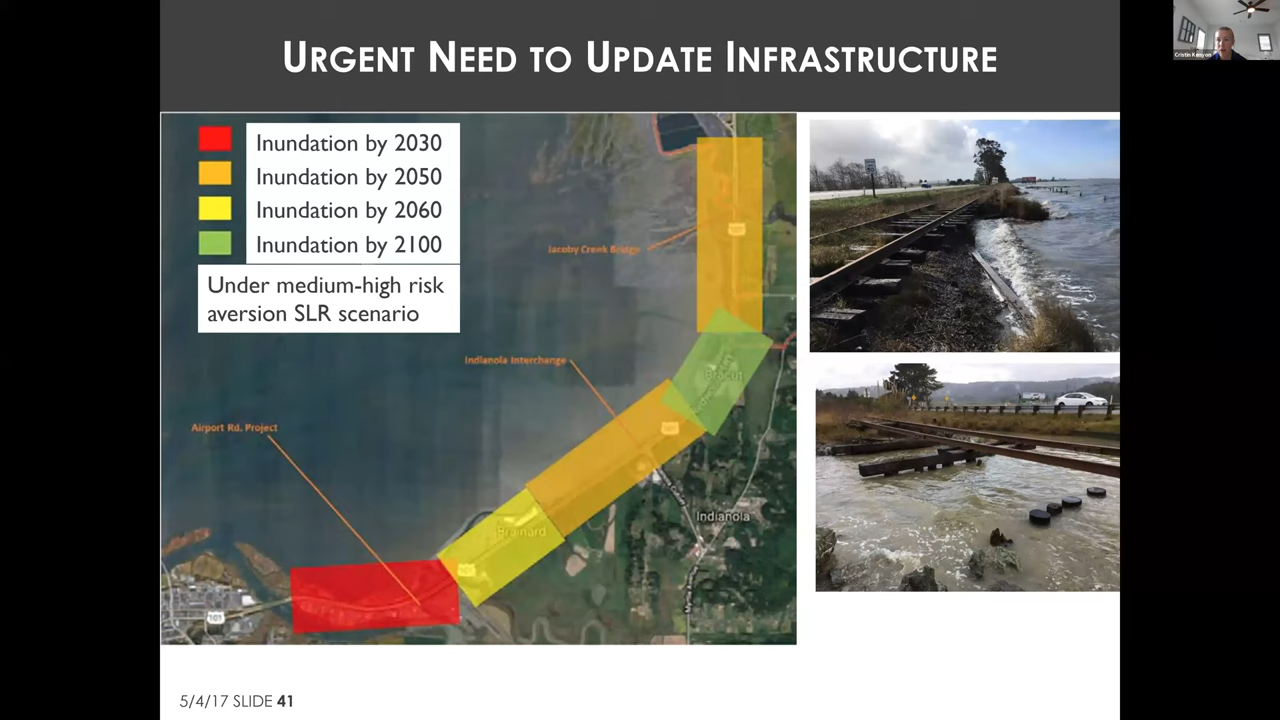 URGENT NEED TO UPDATE INFRASTRUCTURE
Cristin Kenyon
Inundation by 2030
Inundation by 2050
Inundation by 2060
Inundation by 2100
Under medium-high risk
aversion SLR scenario
Jacoby Creek Bridge
Bracut
Indianola Interchange
Airport Rd. Project
Indianola
Brainard
101
5/4/17 SLIDE 41